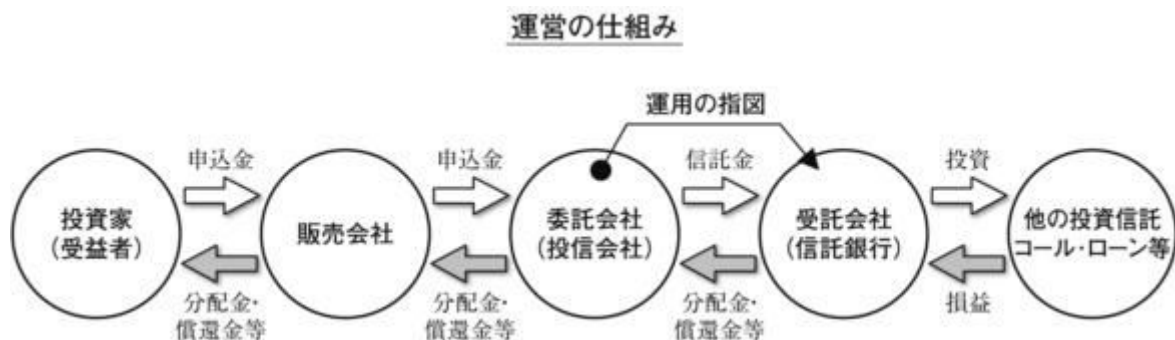 運営の仕組み
運用の指図
申込金
申込金
信託金
投資
投資家
(受益者)
販売会社
委託会社
(投信会社)
受託会社
(信託銀行)
他の投資信託
コール・ローン等
分配金・
償還金等
分配金・
償還金等
分配金・
償還金等
損益